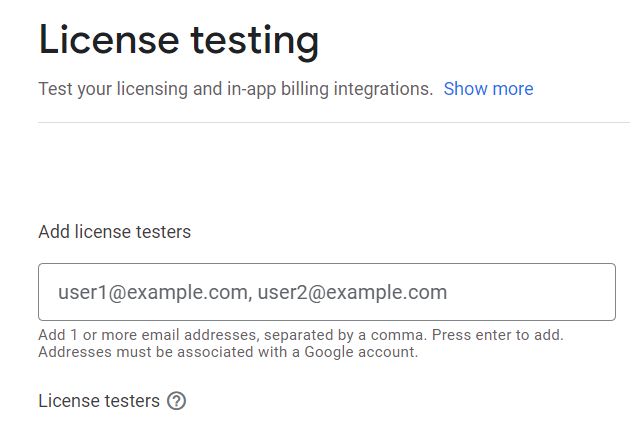 License testing
Test your licensing and in-app billing integrations. Show more
Add license testers
user1@example.com, user2@example.com
Add 1 or more email addresses, separated by a comma. Press enter to add.
Addresses must be associated with a Google account.
License testers ?